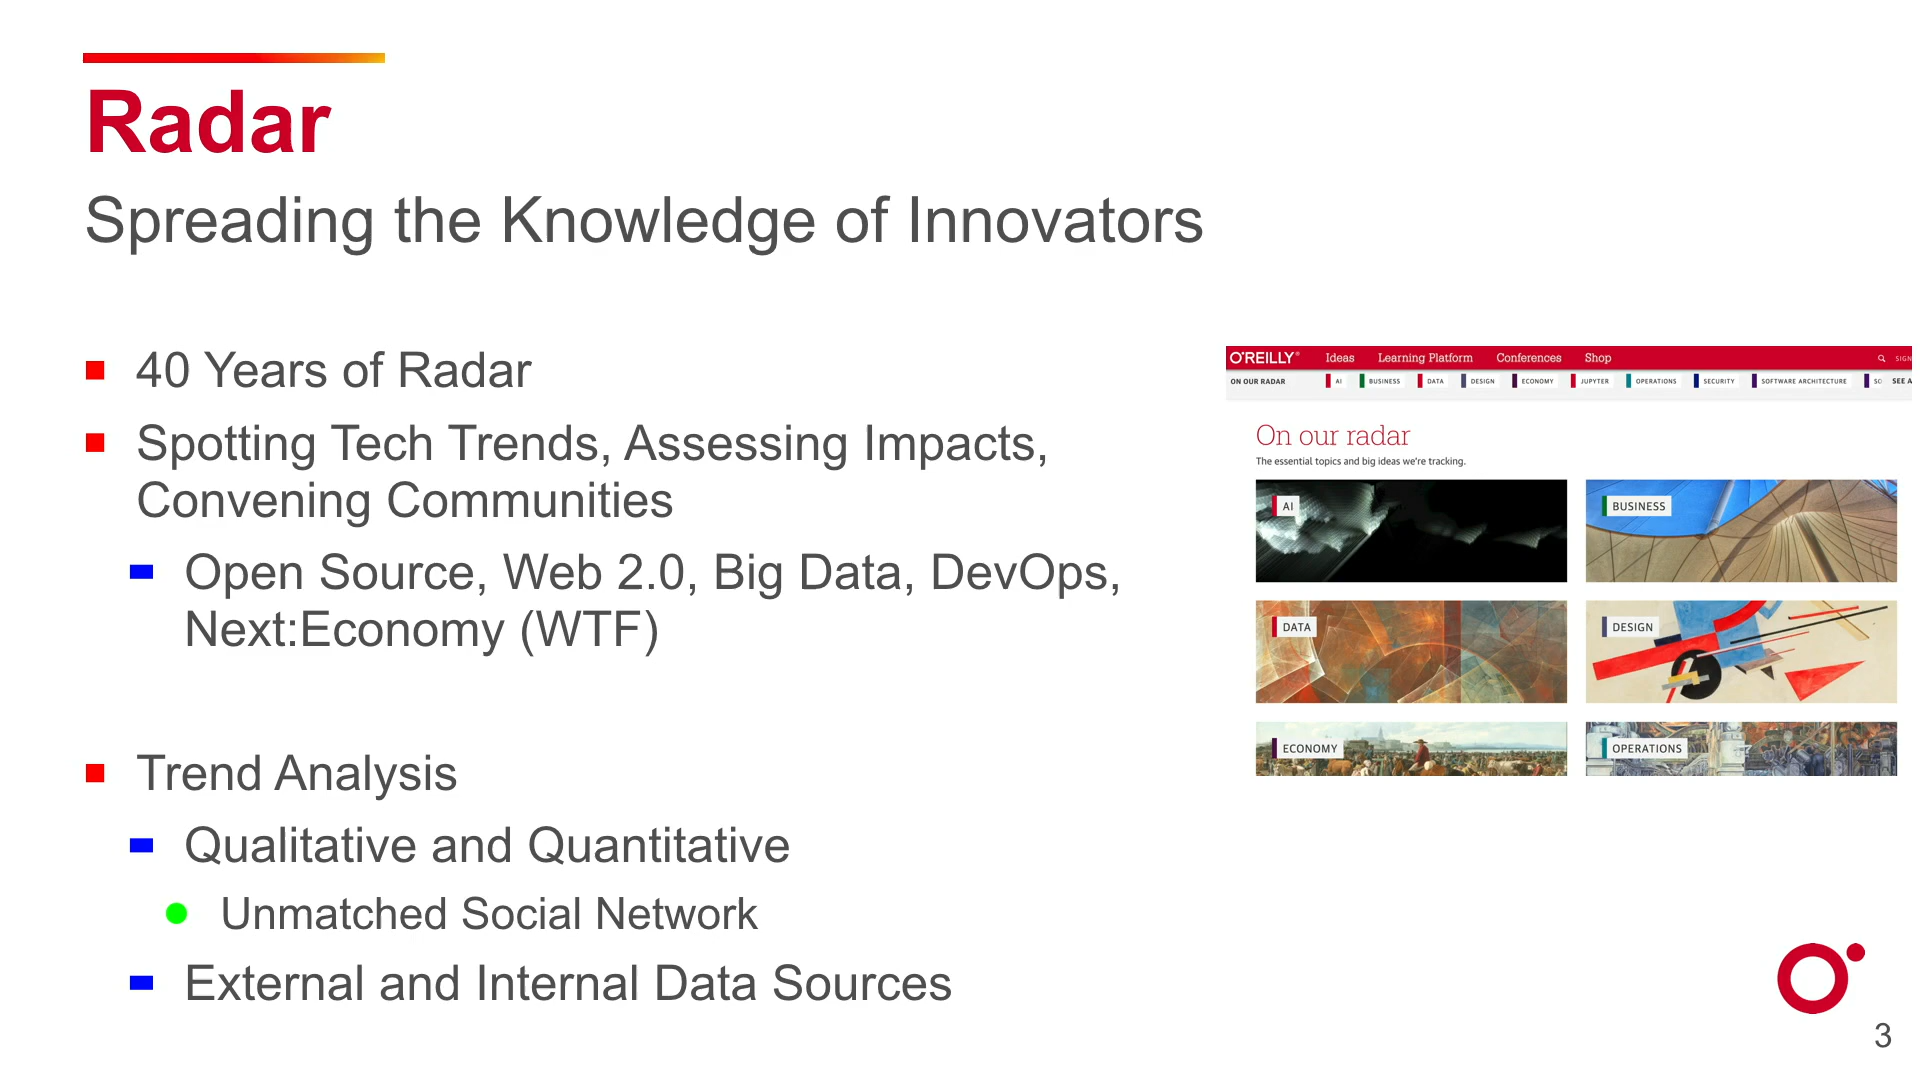 Radar
Spreading the Knowledge of Innovators
40 Years of Radar
Spotting Tech Trends, Assessing Impacts,
Convening Communities
Open Source, Web 2.0, Big Data, DevOps,
Next:Economy (WTF)
Trend Analysis
Qualitative and Quantitative
Unmatched Social Network
External and Internal Data Sources
O'REILLY® Ideas Learning Platform Conferences Shop SIGN
ON OUR RADAR AI BUSINESS DATA DESIGN ECONOMY JUPYTER OPERATIONS SECURITY SOFTWARE ARCHITECTURE SO SEE A
On our radar
The essential topics and big ideas we're tracking.
AI BUSINESS
DATA DESIGN
ECONOMY OPERATIONS
3